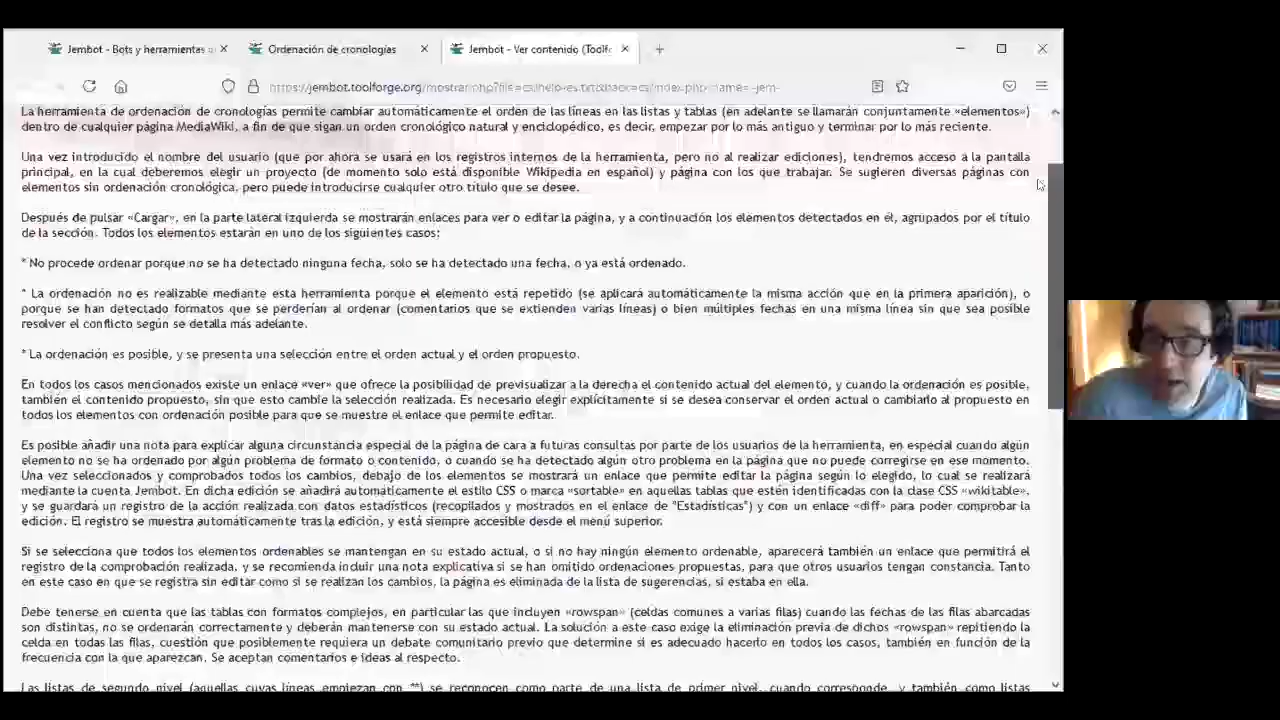 Jembot - Bots y herramientas
Ordenación de cronologías
Jembot - Ver contenido (Toolfo
La herramienta de ordenación de cronologías permite cambiar automáticamente el orden de las líneas en las listas y tablas (en adelante se llamarán conjuntamente «elementos»)
dentro de cualquier página MediaWiki, a fin de que sigan un orden cronológico natural y enciclopédico, es decir, empezar por lo más antiguo y terminar por lo más reciente.
Una vez introducido el nombre del usuario (que por ahora se usará en los registros internos de la herramienta, pero no al realizar ediciones), tendremos acceso a la pantalla
principal, en la cual deberemos elegir un proyecto (de momento solo está disponible Wikipedia en español) y página con los que trabajar. Se sugieren diversas páginas con
elementos sin ordenación cronológica, pero puede introducirse cualquier otro título que se desee.
Después de pulsar «Cargar», en la parte lateral izquierda se mostrarán enlaces para ver o editar la página, y a continuación los elementos detectados en él, agrupados por el título
de la sección. Todos los elementos estarán en uno de los siguientes casos:
* No procede ordenar porque no se ha detectado ninguna fecha, solo se ha detectado una fecha, o ya está ordenado.
* La ordenación no es realizable mediante esta herramienta porque el elemento está repetido (se aplicará automáticamente la misma acción que en la primera aparición), o
porque se han detectado formatos que se perderían al ordenar (comentarios que se extienden varias líneas) o bien múltiples fechas en una misma línea sin que sea posible
resolver el conflicto según se detalla más adelante.
* La ordenación es posible, y se presenta una selección entre el orden actual y el orden propuesto.
En todos los casos mencionados existe un enlace «ver» que ofrece la posibilidad de previsualizar a la derecha el contenido actual del elemento, y cuando la ordenación es posible,
también el contenido propuesto, sin que esto cambie la selección realizada. Es necesario elegir explícitamente si se desea conservar el orden actual o cambiarlo al propuesto en
todos los elementos con ordenación posible para que se muestre el enlace que permite editar.
Es posible añadir una nota para explicar alguna circunstancia especial de la página de cara a futuras consultas por parte de los usuarios de la herramienta, en especial cuando algún
elemento no se ha ordenado por algún problema de formato o contenido, o cuando se ha detectado algún otro problema en la página que no puede corregirse en ese momento.
Una vez seleccionados y comprobados todos los cambios, debajo de los elementos se mostrará un enlace que permite editar la página según lo elegido, lo cual se realizará
mediante la cuenta Jembot. En dicha edición se añadirá automáticamente el estilo CSS o marca «sortable» en aquellas tablas que estén identificadas con la clase CSS «wikitable»,
y se guardará un registro de la acción realizada con datos estadísticos (recopilados y mostrados en el enlace de "Estadísticas") y con un enlace «diff» para poder comprobar la
edición. El registro se muestra automáticamente tras la edición, y está siempre accesible desde el menú superior.
Si se selecciona que todos los elementos ordenables se mantengan en su estado actual, o si no hay ningún elemento ordenable, aparecerá también un enlace que permitirá el
registro de la comprobación realizada, y se recomienda incluir una nota explicativa si se han omitido ordenaciones propuestas, para que otros usuarios tengan constancia. Tanto
en este caso en que se registra sin editar como si se realizan los cambios, la página es eliminada de la lista de sugerencias, si estaba en ella.
Debe tenerse en cuenta que las tablas con formatos complejos, en particular las que incluyen «rowspan» (celdas comunes a varias filas) cuando las fechas de las filas abarcadas
son distintas, no se ordenarán correctamente y deberán mantenerse con su estado actual. La solución a este caso exige la eliminación previa de dichos «rowspan» repitiendo la
celda en todas las filas, cuestión que posiblemente requiera un debate comunitario previo que determine si es adecuado hacerlo en todos los casos, también en función de la
frecuencia con la que aparezcan. Se aceptan comentarios e ideas al respecto.
Las listas de segundo nivel (aquellas cuyas líneas empiezan con **) se reconocen como parte de una lista de primer nivel, cuando corresponde, y también como listas